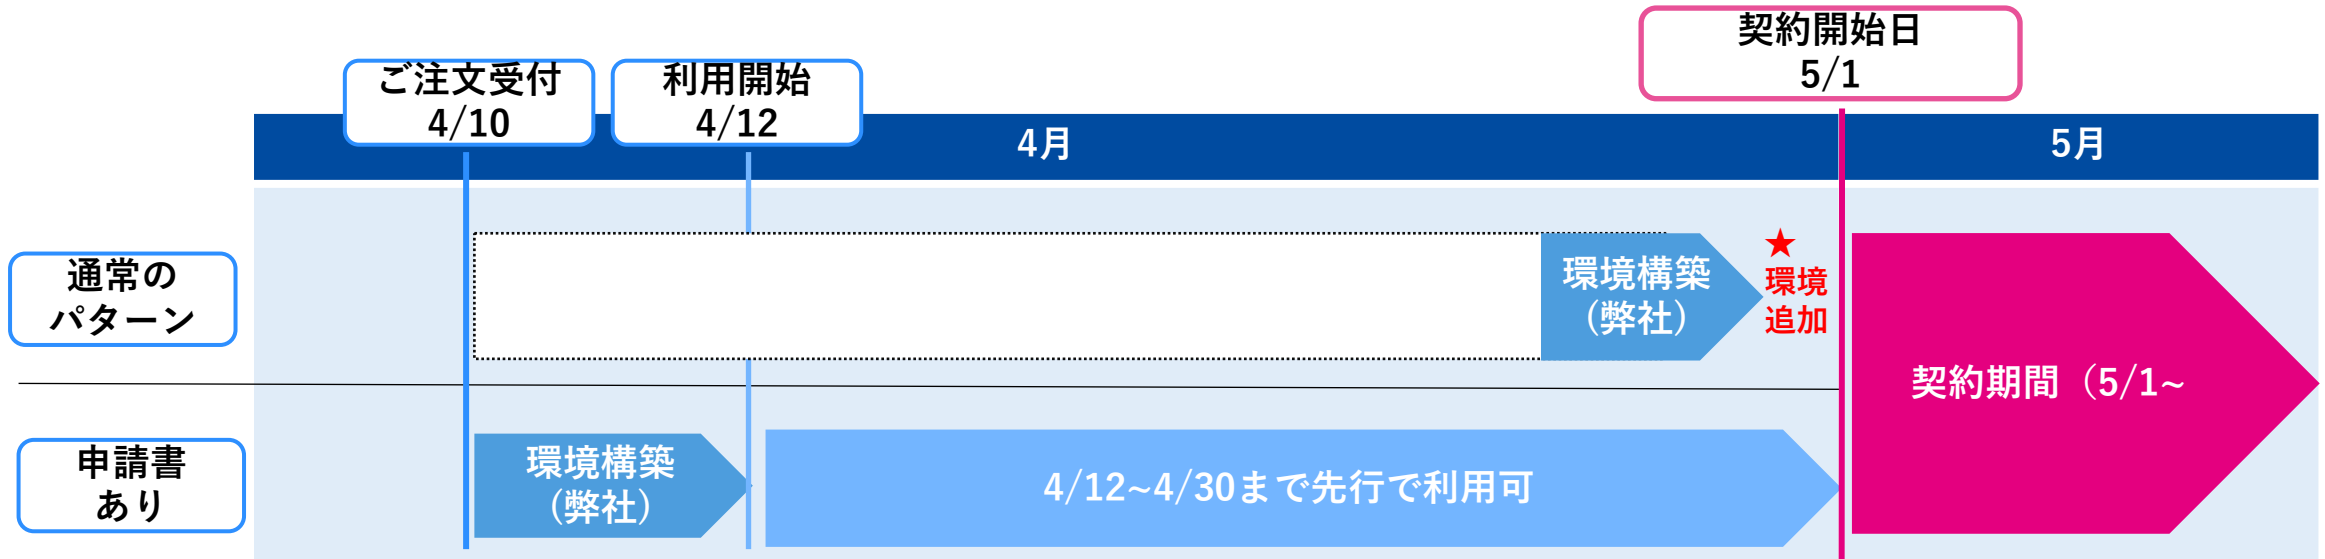 契約開始日
5/1
ご注文受付
4/10
利用開始
4/12
4月
5月
通常の
パターン
環境構築
(弊社)
★
環境
追加
契約期間（5/1~
申請書
あり
環境構築
(弊社)
4/12~4/30まで先行で利用可